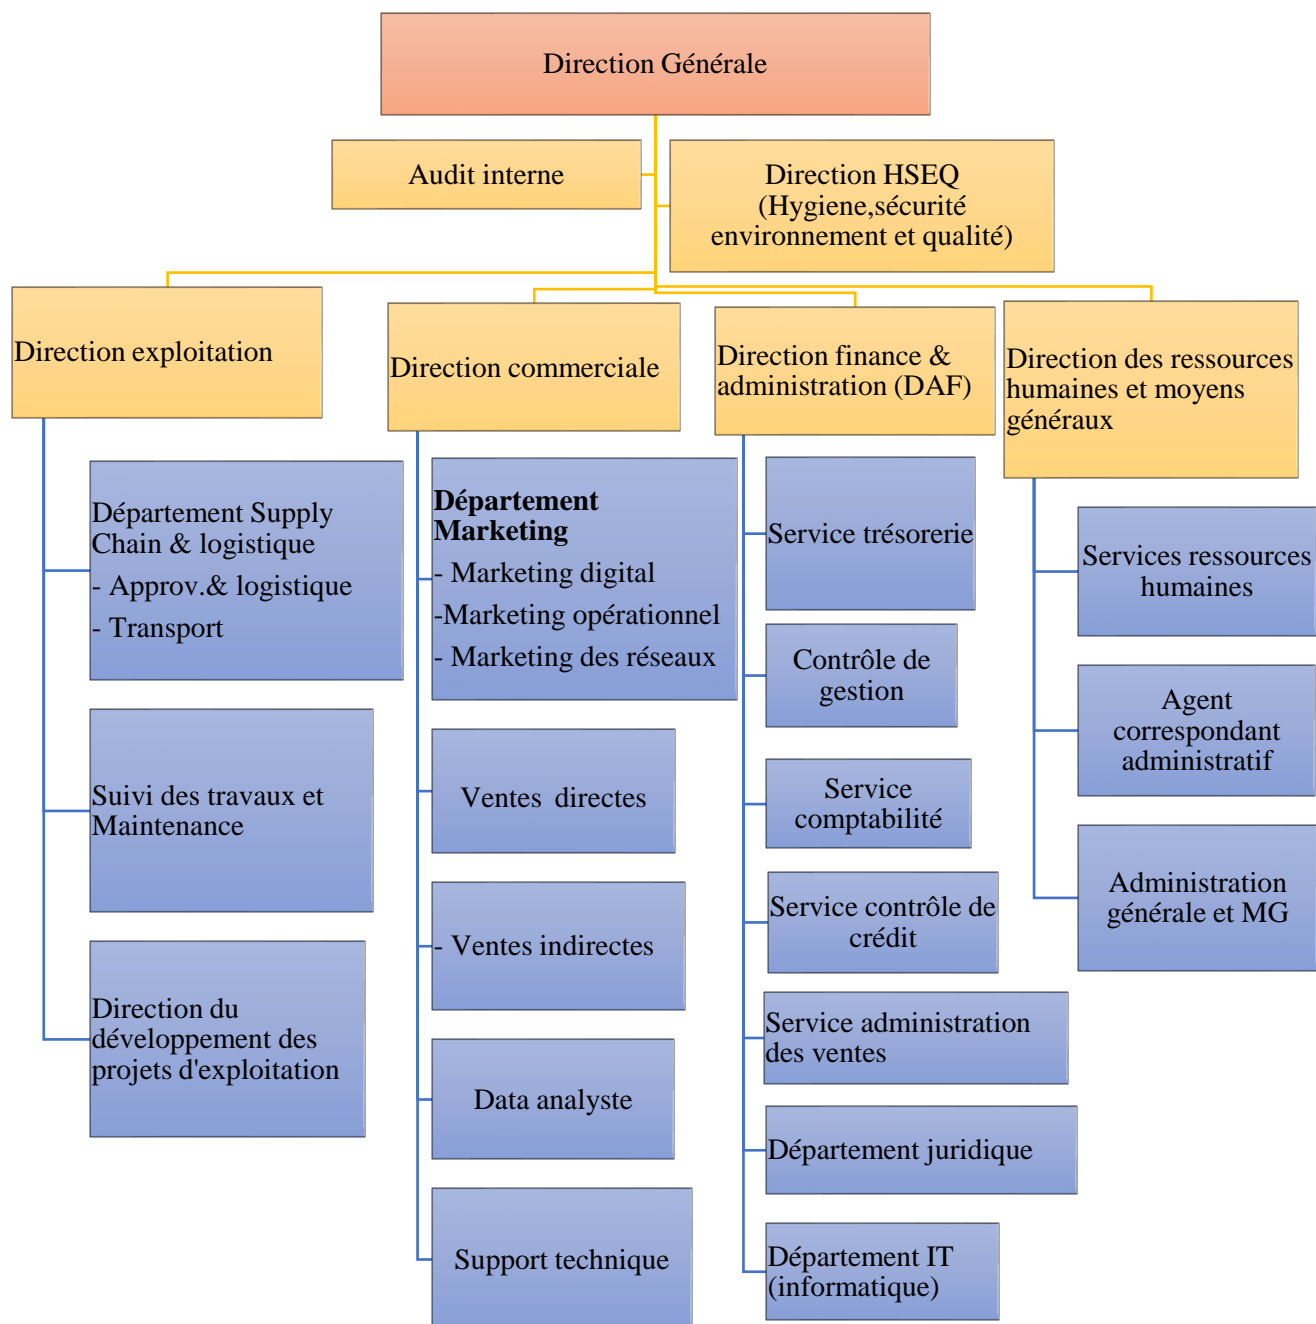 Direction Générale
Audit interne
Direction HSEQ
(Hygiene,sécurité
environnement et qualité)
Direction exploitation
Département Supply
Chain & logistique
- Approv.& logistique
- Transport
Suivi des travaux et
Maintenance
Direction du
développement des
projets d'exploitation
Direction commerciale
Département
Marketing
- Marketing digital
-Marketing opérationnel
- Marketing des réseaux
Ventes directes
- Ventes indirectes
Data analyste
Support technique
Direction finance &
administration (DAF)
Service trésorerie
Contrôle de
gestion
Service
comptabilité
Service contrôle de
crédit
Service administration
des ventes
Département juridique
Département IT
(informatique)
Direction des ressources
humaines et moyens
généraux
Services ressources
humaines
Agent
correspondant
administratif
Administration
générale et MG